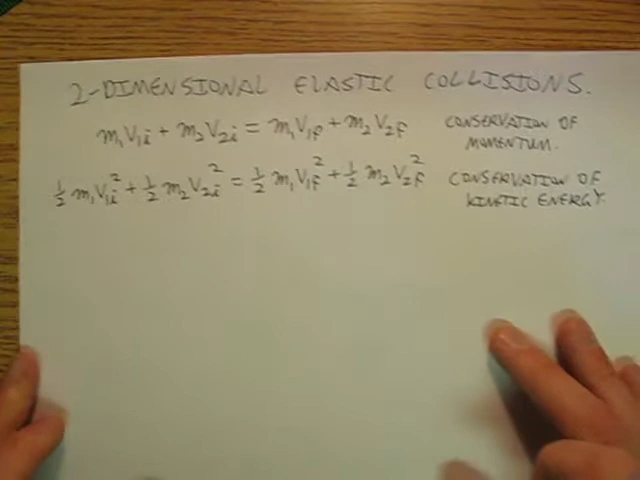 2-DIMENSIONAL ELASTIC COLLISIONS.
m₁V₁i + m₂V₂i = m₁V₁f + m₂V₂f CONSERVATION OF MOMENTUM.
½ m₁V₁i² + ½ m₂V₂i² = ½ m₁V₁f² + ½ m₂V₂f² CONSERVATION OF KINETIC ENERGY.